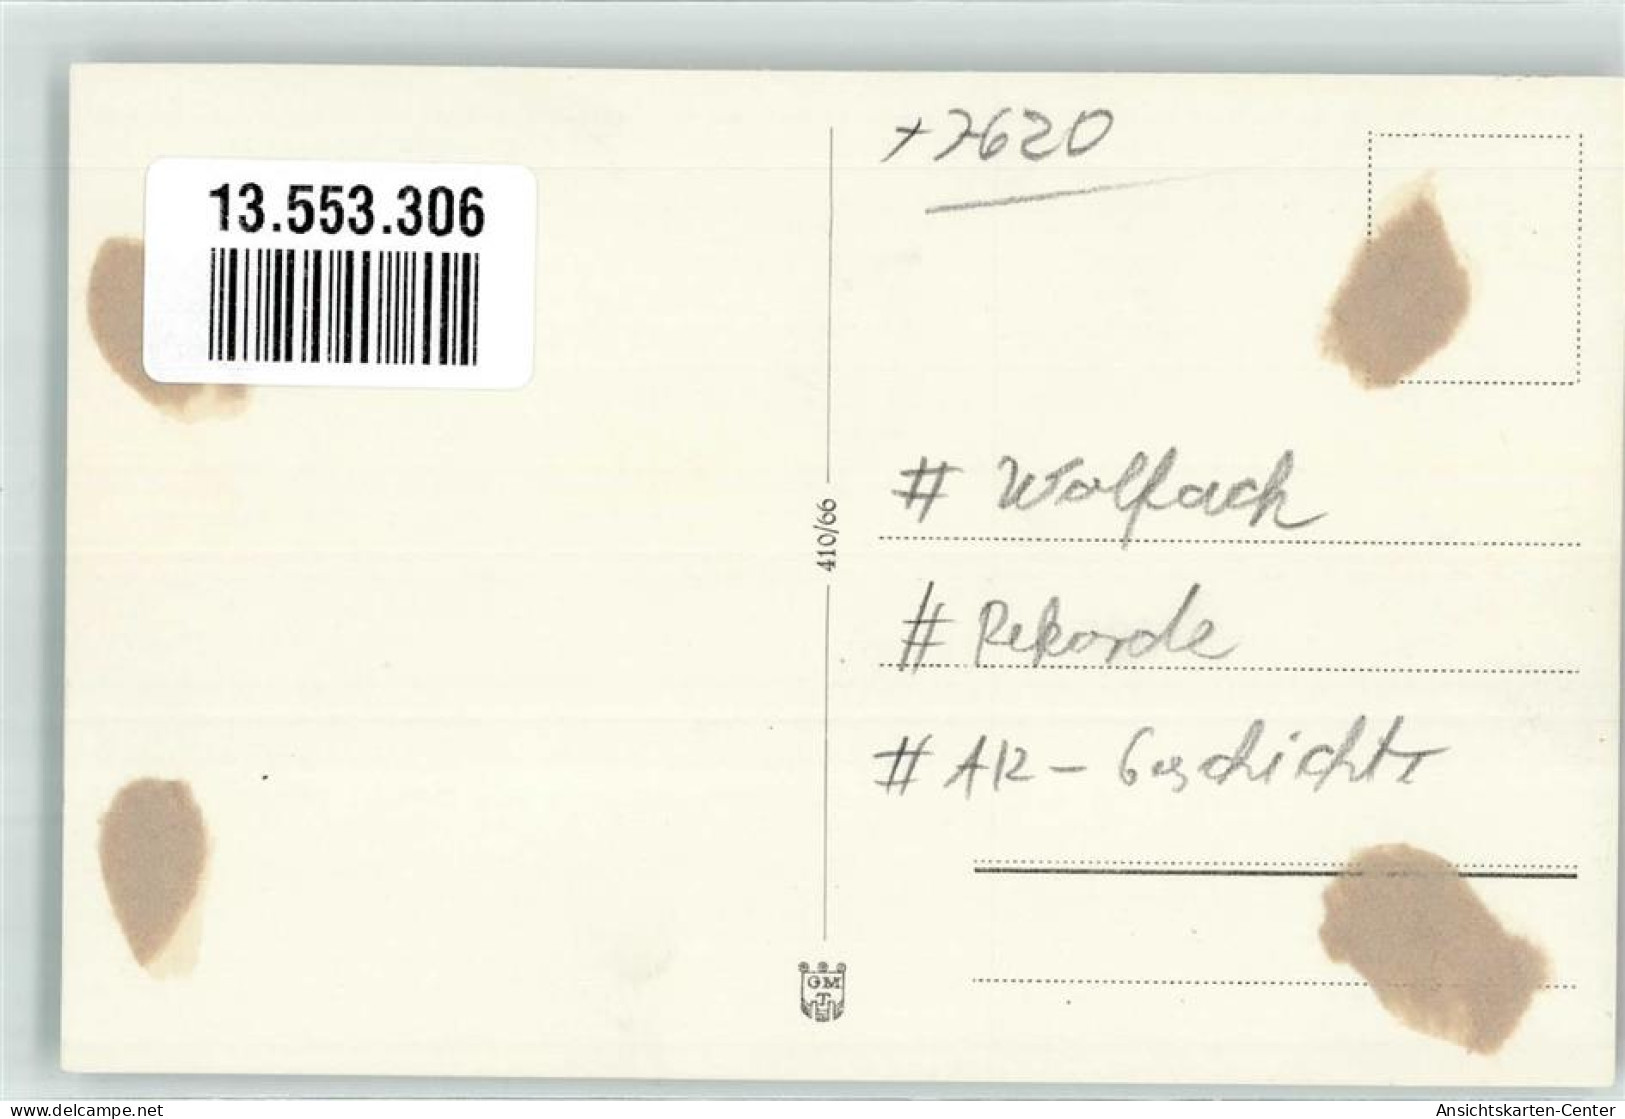 13.553.306
+7620
410/66
# Wolfach
# Rekorde
# AK - Geschichte
GM
T
www.delcampe.net
Ansichtskarten-Center